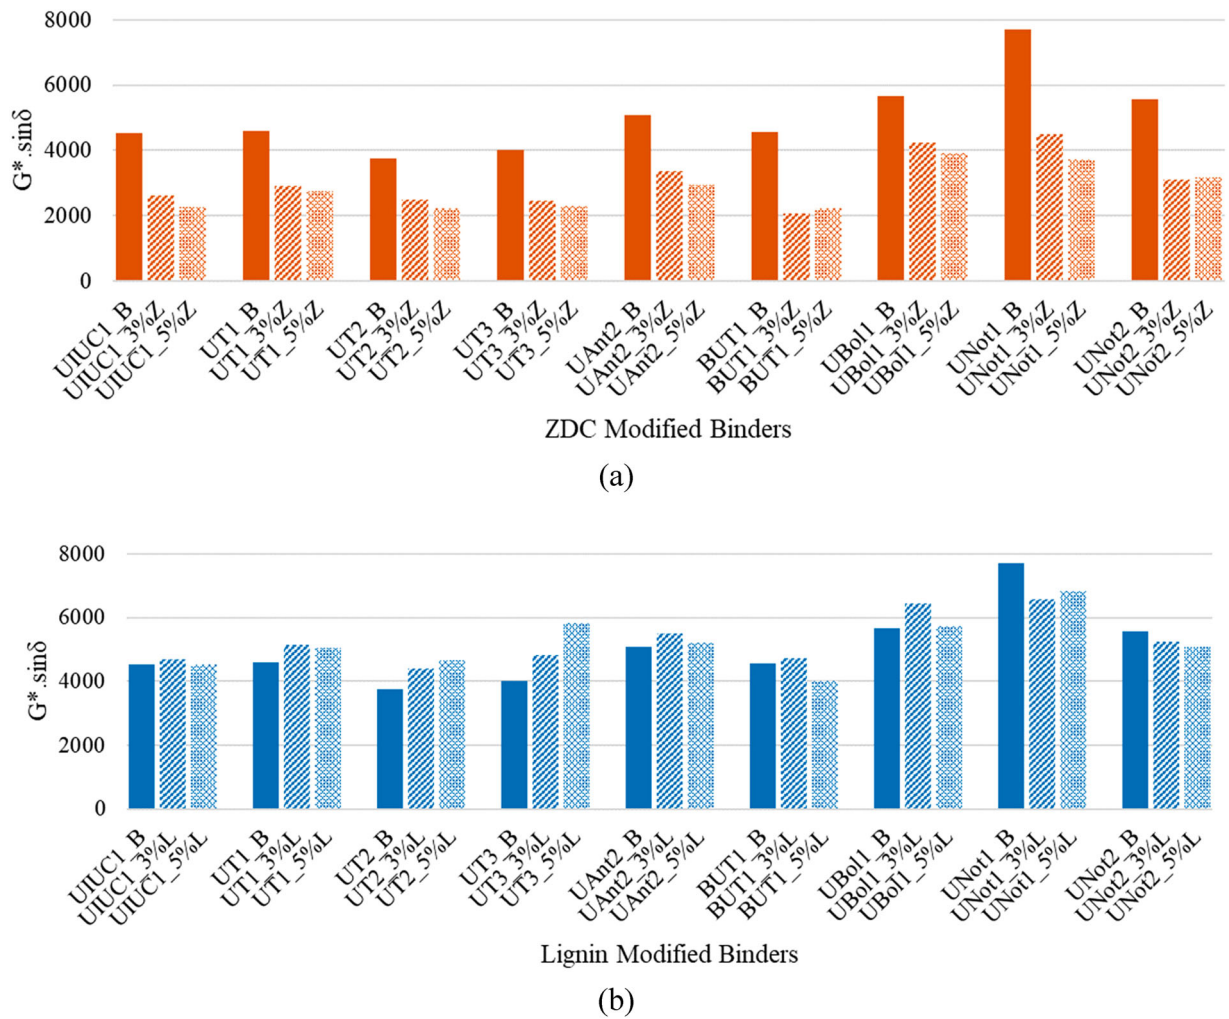 8000
6000
4000
2000
0
G*.sinδ
UIUC1_B
UIUC1_3%Z
UIUC1_5%Z
UT1_B
UT1_3%Z
UT1_5%Z
UT2_B
UT2_3%Z
UT2_5%Z
UT3_B
UT3_3%Z
UT3_5%Z
UAnt2_B
UAnt2_3%Z
UAnt2_5%Z
BUT1_B
BUT1_3%Z
BUT1_5%Z
UBol1_B
UBol1_3%Z
UBol1_5%Z
UNot1_B
UNot1_3%Z
UNot1_5%Z
UNot2_B
UNot2_3%Z
UNot2_5%Z
ZDC Modified Binders
(a)
8000
6000
4000
2000
0
G*.sinδ
UIUC1_B
UIUC1_3%L
UIUC1_5%L
UT1_B
UT1_3%L
UT1_5%L
UT2_B
UT2_3%L
UT2_5%L
UT3_B
UT3_3%L
UT3_5%L
UAnt2_B
UAnt2_3%L
UAnt2_5%L
BUT1_B
BUT1_3%L
BUT1_5%L
UBol1_B
UBol1_3%L
UBol1_5%L
UNot1_B
UNot1_3%L
UNot1_5%L
UNot2_B
UNot2_3%L
UNot2_5%L
Lignin Modified Binders
(b)